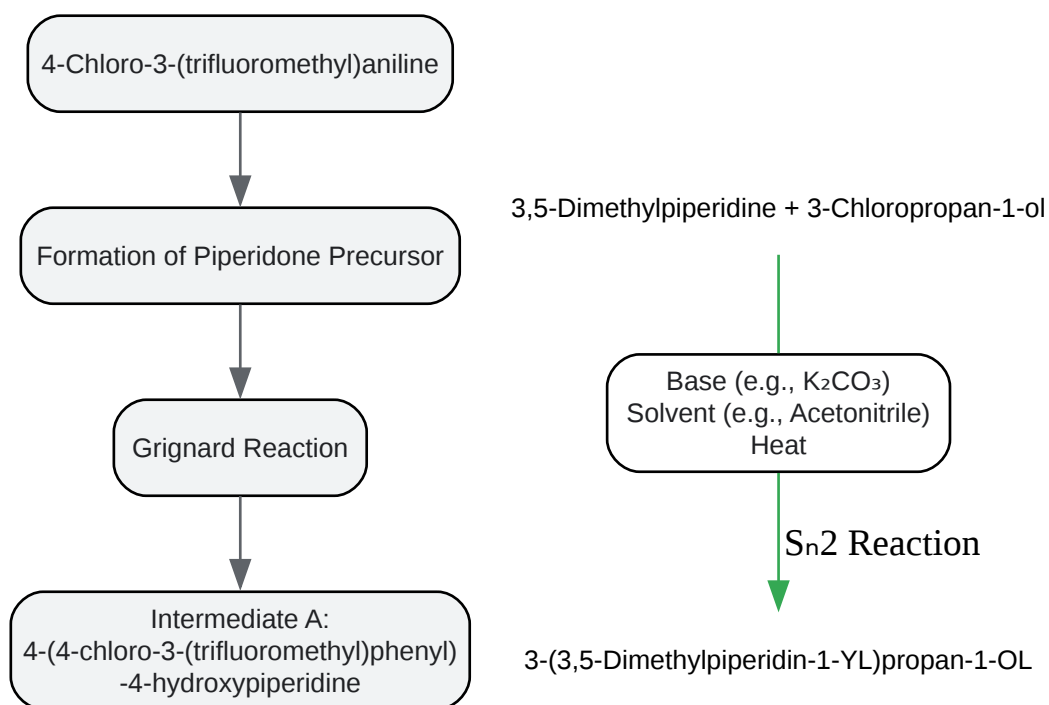 4-Chloro-3-(trifluoromethyl)aniline
Formation of Piperidone Precursor
Grignard Reaction
Intermediate A:
4-(4-chloro-3-(trifluoromethyl)phenyl)
-4-hydroxypiperidine
3,5-Dimethylpiperidine + 3-Chloropropan-1-ol
Base (e.g., K₂CO₃)
Solvent (e.g., Acetonitrile)
Heat
Sₙ2 Reaction
3-(3,5-Dimethylpiperidin-1-YL)propan-1-OL